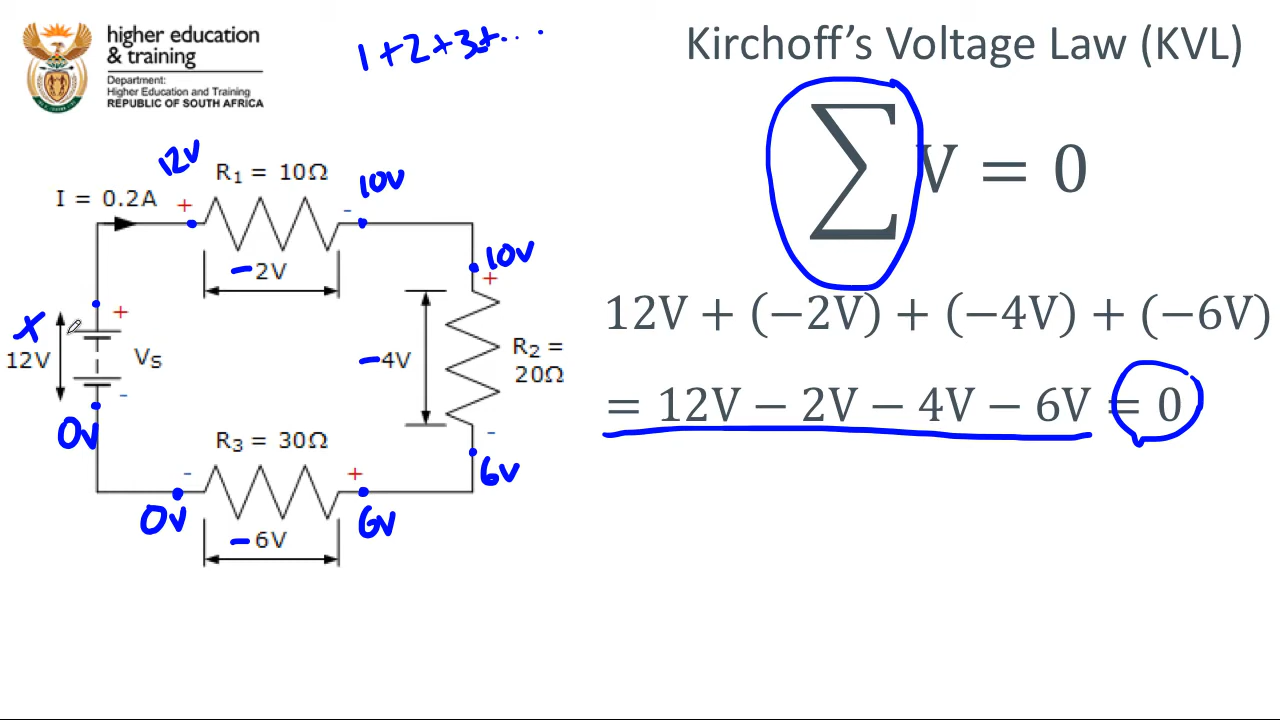 higher education
& training
Department:
Higher Education and Training
REPUBLIC OF SOUTH AFRICA
1+2+3+...
Kirchoff's Voltage Law (KVL)
∑V = 0
12V + (−2V) + (−4V) + (−6V)
= 12V − 2V − 4V − 6V = 0
12V
R₁ = 10Ω
10V
I = 0.2A
+
-
-2V
10V
+
+
X
12V
Vs
-
-4V
R₂ =
20Ω
0V
R₃ = 30Ω
-
6V
-
+
0V
6V
-6V